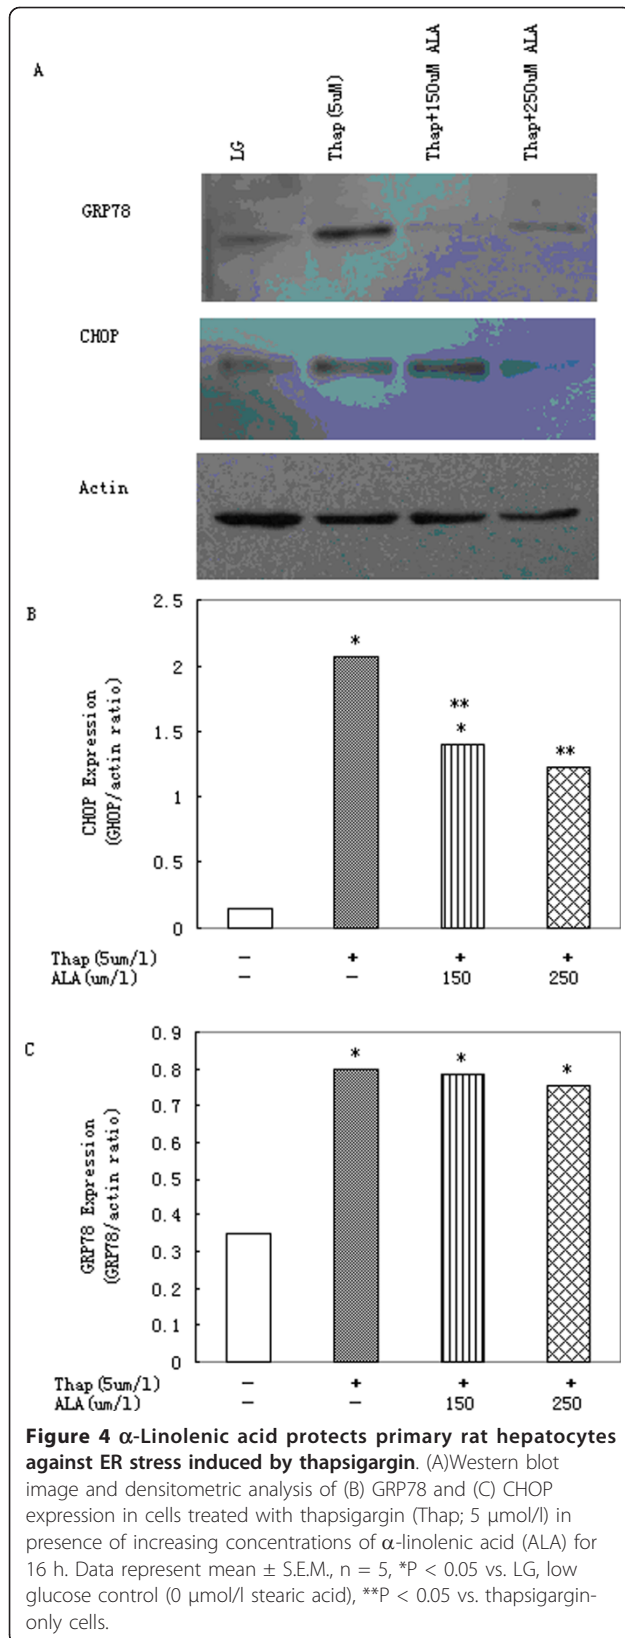 A
LG
Thap(5uM)
Thap+150uM ALA
Thap+250uM ALA
GRP78
CHOP
Actin
B
CHOP Expression
(GHOP/actin ratio)
2.5
2
1.5
1
0.5
0
*
**
*
**
Thap(5um/l) − + + +
ALA(um/l) − − 150 250
C
GRP78 Expression
(GRP78/actin ratio)
0.9
0.8
0.7
0.6
0.5
0.4
0.3
0.2
0.1
0
*
*
*
Thap(5um/l) − + + +
ALA(um/l) − − 150 250
Figure 4 α-Linolenic acid protects primary rat hepatocytes
against ER stress induced by thapsigargin. (A)Western blot
image and densitometric analysis of (B) GRP78 and (C) CHOP
expression in cells treated with thapsigargin (Thap; 5 μmol/l) in
presence of increasing concentrations of α-linolenic acid (ALA) for
16 h. Data represent mean ± S.E.M., n = 5, *P < 0.05 vs. LG, low
glucose control (0 μmol/l stearic acid), **P < 0.05 vs. thapsigargin-
only cells.